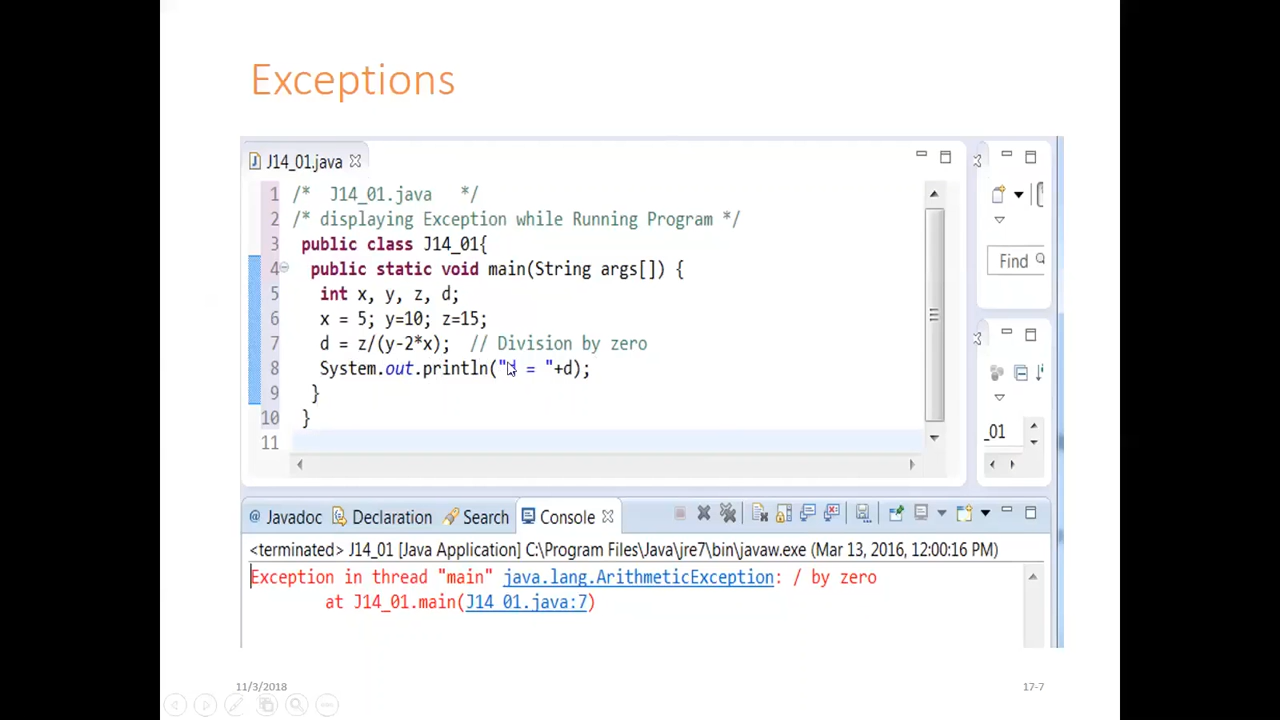 Exceptions
J14_01.java
1 /* J14_01.java */
2 /* displaying Exception while Running Program */
3 public class J14_01{
4 public static void main(String args[]) {
5 int x, y, z, d;
6 x = 5; y=10; z=15;
7 d = z/(y-2*x); // Division by zero
8 System.out.println("d = "+d);
9 }
10 }
11
Find
_01
@ Javadoc Declaration Search Console
<terminated> J14_01 [Java Application] C:\Program Files\Java\jre7\bin\javaw.exe (Mar 13, 2016, 12:00:16 PM)
Exception in thread "main" java.lang.ArithmeticException: / by zero
at J14_01.main(J14_01.java:7)
11/3/2018
17-7